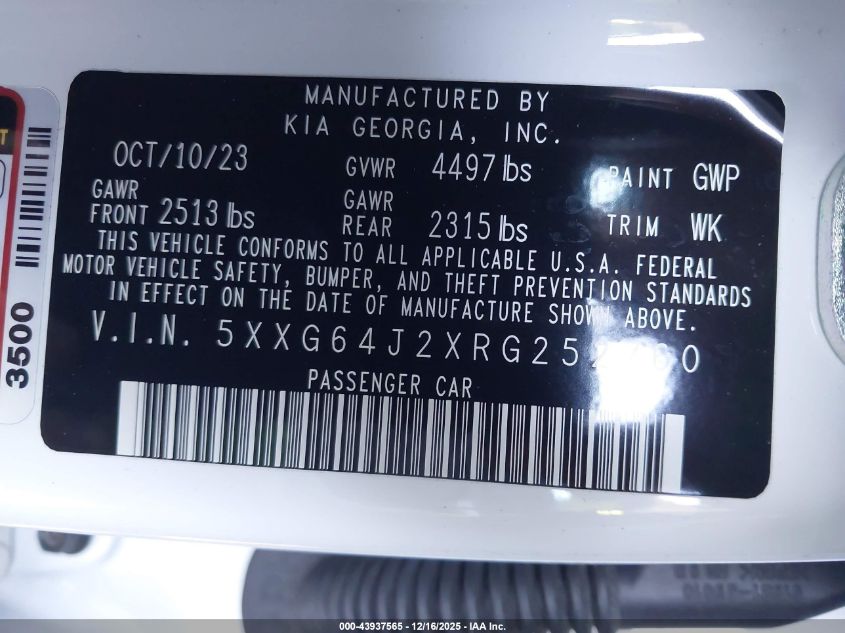 MANUFACTURED BY
KIA GEORGIA, INC.
OCT/10/23 GVWR 4497 lbs PAINT GWP
GAWR FRONT 2513 lbs GAWR REAR 2315 lbs TRIM WK
THIS VEHICLE CONFORMS TO ALL APPLICABLE U.S.A. FEDERAL
MOTOR VEHICLE SAFETY, BUMPER, AND THEFT PREVENTION STANDARDS
IN EFFECT ON THE DATE OF MANUFACTURE SHOWN ABOVE.
V.I.N. 5XXG64J2XRG252760
PASSENGER CAR
3500
000-43937565 - 12/16/2025 - IAA Inc.